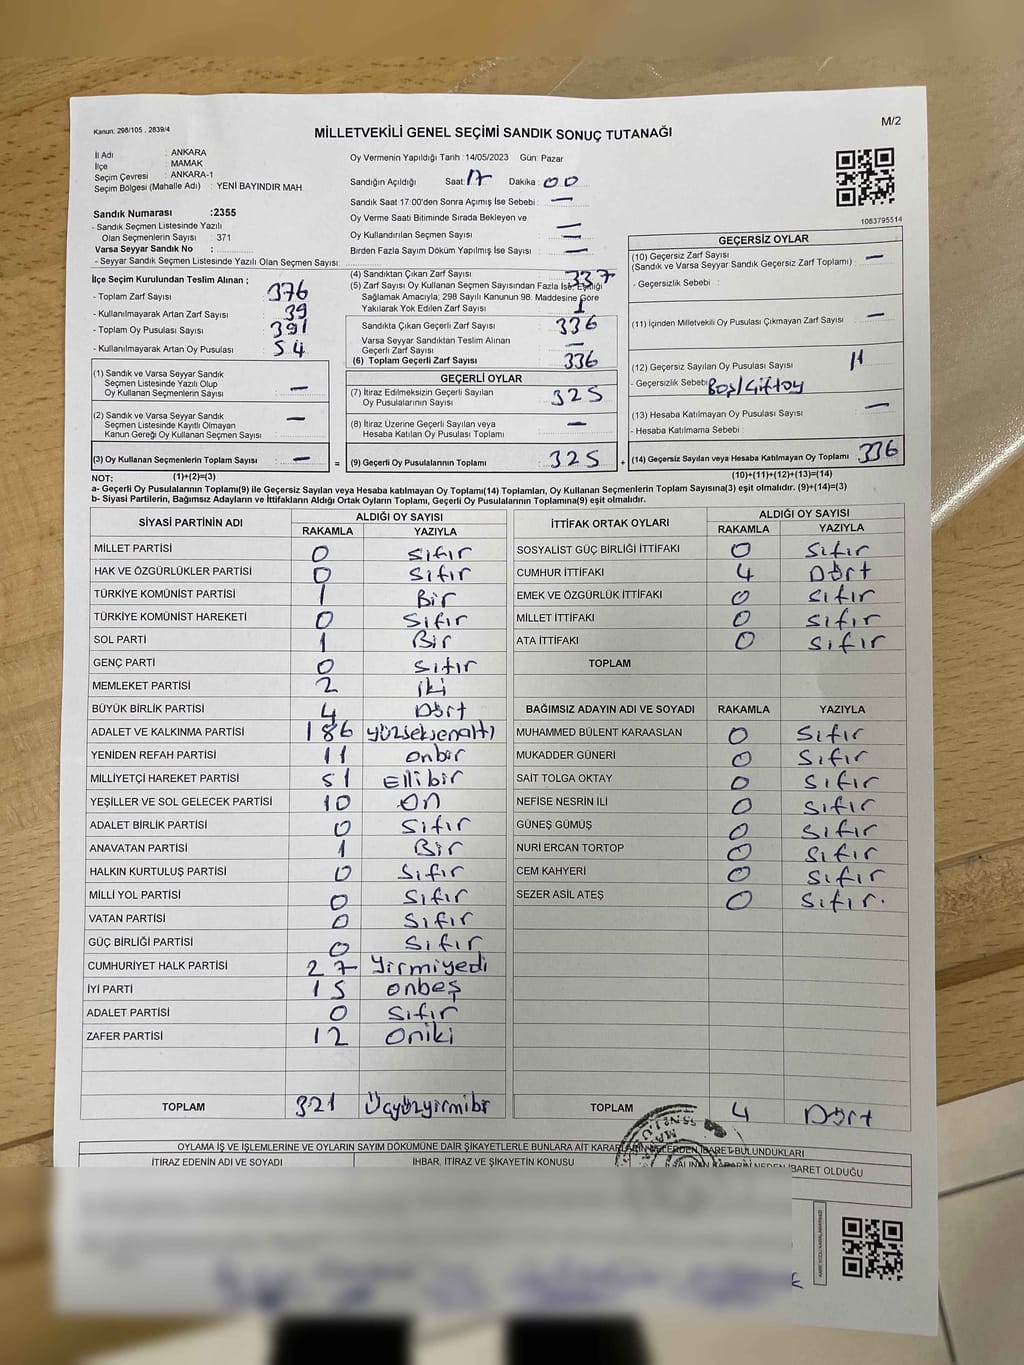 Kanun: 298/105 , 2839/4
M/2
MİLLETVEKİLİ GENEL SEÇİMİ SANDIK SONUÇ TUTANAĞI
İl Adı : ANKARA
İlçe : MAMAK
Seçim Çevresi : ANKARA-1
Seçim Bölgesi (Mahalle Adı) : YENİ BAYINDIR MAH.
Sandık Numarası :2355
- Sandık Seçmen Listesinde Yazılı
Olan Seçmenlerin Sayısı : 371
Varsa Seyyar Sandık No :
- Seyyar Sandık Seçmen Listesinde Yazılı Olan Seçmen Sayısı:
İlçe Seçim Kurulundan Teslim Alınan ;
- Toplam Zarf Sayısı 376
- Kullanılmayarak Artan Zarf Sayısı 39
- Toplam Oy Pusulası Sayısı 391
- Kullanılmayarak Artan Oy Pusulası 54
(1) Sandık ve Varsa Seyyar Sandık
Seçmen Listesinde Yazılı Olup
Oy Kullanan Seçmenlerin Sayısı : —
(2) Sandık ve Varsa Seyyar Sandık
Seçmen Listesinde Kayıtlı Olmayan
Kanun Gereği Oy Kullanan Seçmen Sayısı : —
(3) Oy Kullanan Seçmenlerin Toplam Sayısı : —
Oy Vermenin Yapıldığı Tarih : 14/05/2023 Gün: Pazar
Sandığın Açıldığı Saat: 17 Dakika: 00
Sandık Saat 17:00'den Sonra Açımış İse Sebebi : —
Oy Verme Saati Bitiminde Sırada Bekleyen ve
Oy Kullandırılan Seçmen Sayısı : —
Birden Fazla Sayım Döküm Yapılmış İse Sayısı : —
(4) Sandıktan Çıkan Zarf Sayısı 337
(5) Zarf Sayısı Oy Kullanan Seçmen Sayısından Fazla İse, Eşitliği
Sağlamak Amacıyla; 298 Sayılı Kanunun 98. Maddesine Göre
Yakılarak Yok Edilen Zarf Sayısı : 1
Sandıkta Çıkan Geçerli Zarf Sayısı : 336
Varsa Seyyar Sandıktan Teslim Alınan
Geçerli Zarf Sayısı : —
(6) Toplam Geçerli Zarf Sayısı : 336
GEÇERLİ OYLAR
(7) İtiraz Edilmeksizin Geçerli Sayılan
Oy Pusulalarının Sayısı : 325
(8) İtiraz Üzerine Geçerli Sayılan veya
Hesaba Katılan Oy Pusulası Toplamı : —
= (9) Geçerli Oy Pusulalarının Toplamı : 325
1083795514
GEÇERSİZ OYLAR
(10) Geçersiz Zarf Sayısı
(Sandık ve Varsa Seyyar Sandık Geçersiz Zarf Toplamı) : —
- Geçersizlik Sebebi :
(11) İçinden Milletvekili Oy Pusulası Çıkmayan Zarf Sayısı : —
(12) Geçersiz Sayılan Oy Pusulası Sayısı : 11
- Geçersizlik Sebebi: Boş/Çiftoy
(13) Hesaba Katılmayan Oy Pusulası Sayısı : —
- Hesaba Katılmama Sebebi :
+ (14) Geçersiz Sayılan veya Hesaba Katılmayan Oy Toplamı : 336
NOT: (1)+(2)=(3) (10)+(11)+(12)+(13)=(14)
a- Geçerli Oy Pusulalarının Toplamı(9) ile Geçersiz Sayılan veya Hesaba katılmayan Oy Toplamı(14) Toplamları, Oy Kullanan Seçmenlerin Toplam Sayısına(3) eşit olmalıdır. (9)+(14)=(3)
b- Siyasi Partilerin, Bağımsız Adayların ve İttifakların Aldığı Ortak Oyların Toplamı, Geçerli Oy Pusulalarının Toplamına(9) eşit olmalıdır.
SİYASİ PARTİNİN ADI ALDIĞI OY SAYISI
RAKAMLA YAZIYLA
MİLLET PARTİSİ 0 Sıfır
HAK VE ÖZGÜRLÜKLER PARTİSİ 0 Sıfır
TÜRKİYE KOMÜNİST PARTİSİ 1 Bir
TÜRKİYE KOMÜNİST HAREKETİ 0 Sıfır
SOL PARTİ 1 Bir
GENÇ PARTİ 0 Sıfır
MEMLEKET PARTİSİ 2 iki
BÜYÜK BİRLİK PARTİSİ 4 Dört
ADALET VE KALKINMA PARTİSİ 186 yüzseksenaltı
YENİDEN REFAH PARTİSİ 11 onbir
MİLLİYETÇİ HAREKET PARTİSİ 51 Ellibir
YEŞİLLER VE SOL GELECEK PARTİSİ 10 on
ADALET BİRLİK PARTİSİ 0 Sıfır
ANAVATAN PARTİSİ 1 Bir
HALKIN KURTULUŞ PARTİSİ 0 Sıfır
MİLLİ YOL PARTİSİ 0 Sıfır
VATAN PARTİSİ 0 Sıfır
GÜÇ BİRLİĞİ PARTİSİ 0 Sıfır
CUMHURİYET HALK PARTİSİ 27 Yirmiyedi
İYİ PARTİ 15 onbeş
ADALET PARTİSİ 0 Sıfır
ZAFER PARTİSİ 12 Oniki
TOPLAM 321 Üçyüzyirmibir
İTTİFAK ORTAK OYLARI ALDIĞI OY SAYISI
RAKAMLA YAZIYLA
SOSYALİST GÜÇ BİRLİĞİ İTTİFAKI 0 Sıfır
CUMHUR İTTİFAKI 4 Dört
EMEK VE ÖZGÜRLÜK İTTİFAKI 0 Sıfır
MİLLET İTTİFAKI 0 Sıfır
ATA İTTİFAKI 0 Sıfır
TOPLAM
BAĞIMSIZ ADAYIN ADI VE SOYADI RAKAMLA YAZIYLA
MUHAMMED BÜLENT KARAASLAN 0 Sıfır
MUKADDER GÜNERİ 0 Sıfır
SAİT TOLGA OKTAY 0 Sıfır
NEFİSE NESRİN İLİ 0 Sıfır
GÜNEŞ GÜMÜŞ 0 Sıfır
NURİ ERCAN TORTOP 0 Sıfır
CEM KAHYERİ 0 Sıfır
SEZER ASİL ATEŞ 0 Sıfır.
TOPLAM 4 Dört
OYLAMA İŞ VE İŞLEMLERİNE VE OYLARIN SAYIM DÖKÜMÜNE DAİR ŞİKAYETLERLE BUNLARA AİT KARARLARIN NELERDEN İBARET BULUNDUKLARI
İTİRAZ EDENİN ADI VE SOYADI İHBAR, İTİRAZ VE ŞİKAYETİN KONUSU ALINAN KARARIN NEDEN İBARET OLDUĞU